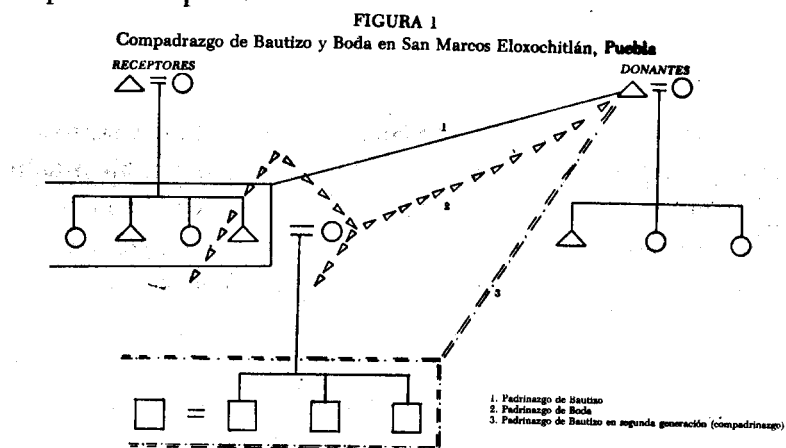 FIGURA 1
Compadrazgo de Bautizo y Boda en San Marcos Eloxochitlán, Puebla
RECEPTORES
DONANTES
1
2
3
1. Padrinazgo de Bautizo
2. Padrinazgo de Boda
3. Padrinazgo de Bautizo en segunda generación (compadrinazgo)